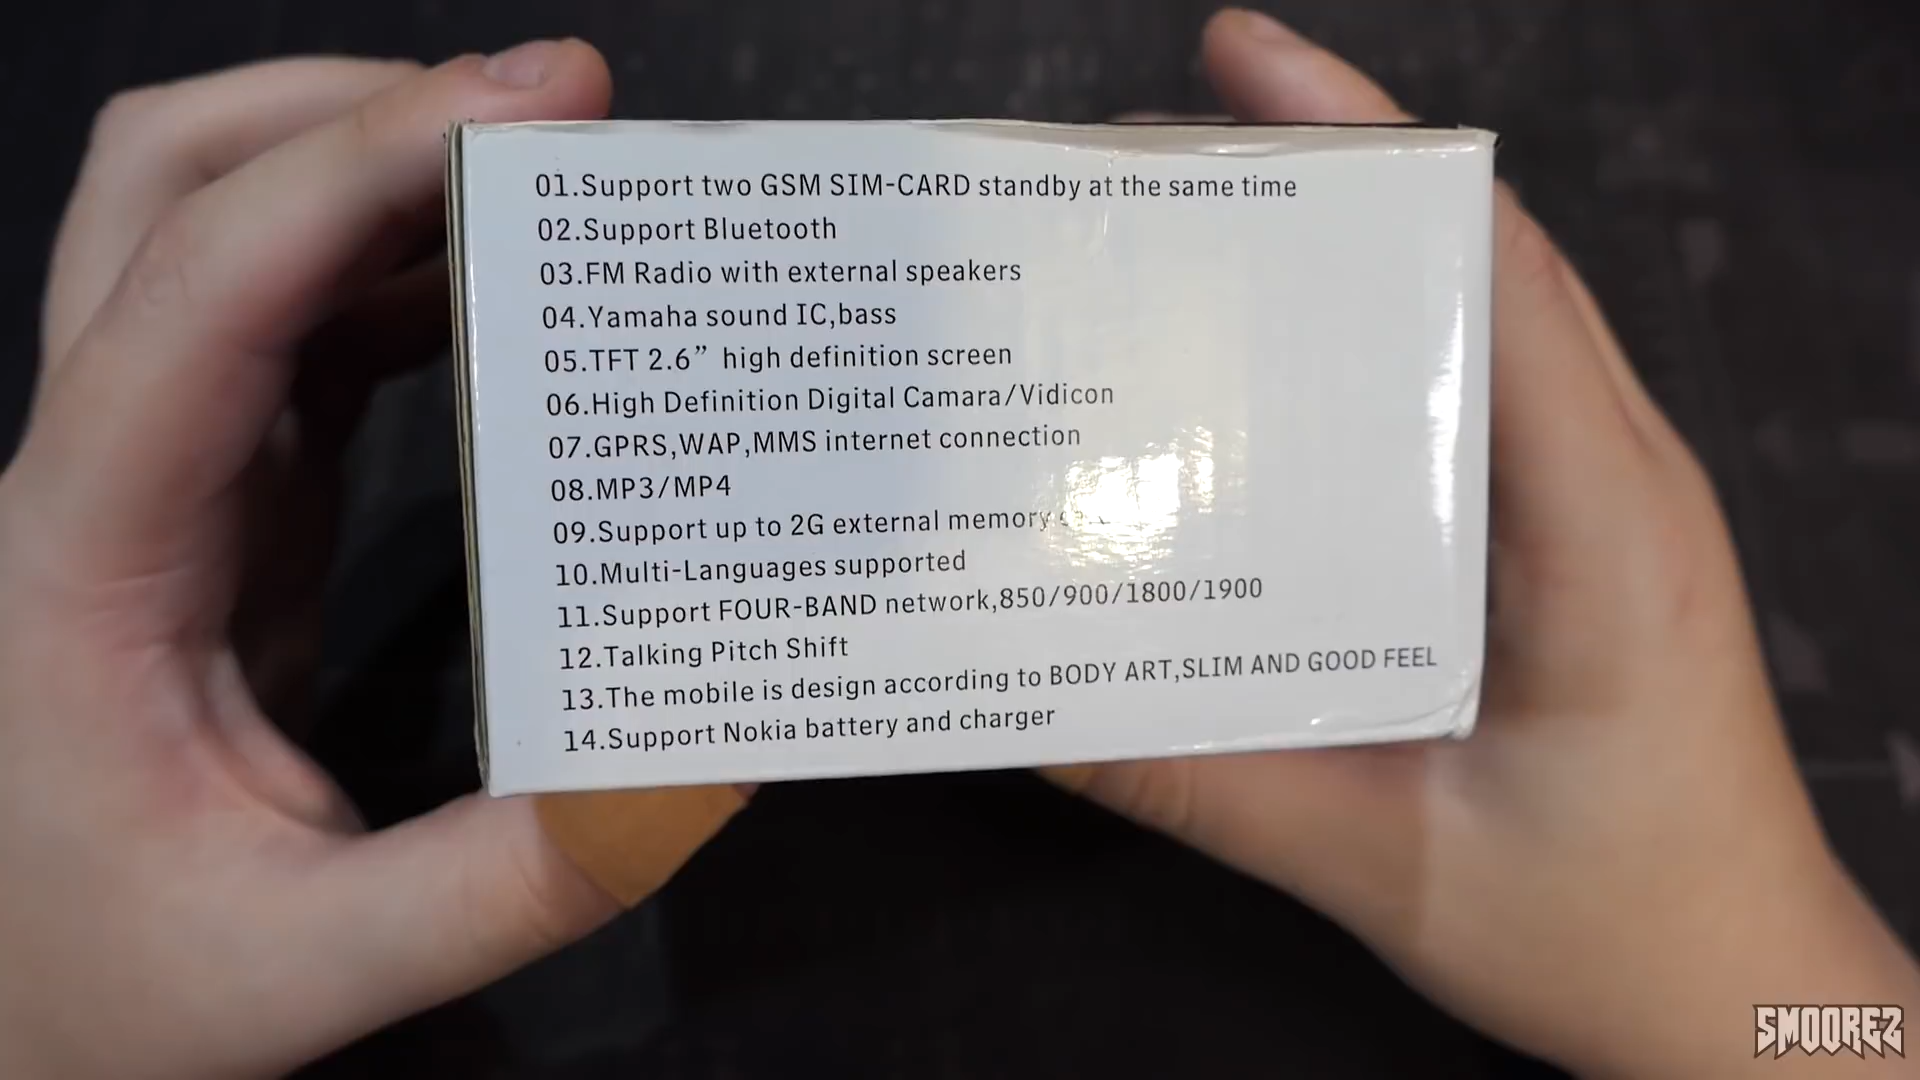 01.Support two GSM SIM-CARD standby at the same time
02.Support Bluetooth
03.FM Radio with external speakers
04.Yamaha sound IC,bass
05.TFT 2.6” high definition screen
06.High Definition Digital Camara/Vidicon
07.GPRS,WAP,MMS internet connection
08.MP3/MP4
09.Support up to 2G external memory
10.Multi-Languages supported
11.Support FOUR-BAND network,850/900/1800/1900
12.Talking Pitch Shift
13.The mobile is design according to BODY ART,SLIM AND GOOD FEEL
14.Support Nokia battery and charger
SMOOREZ